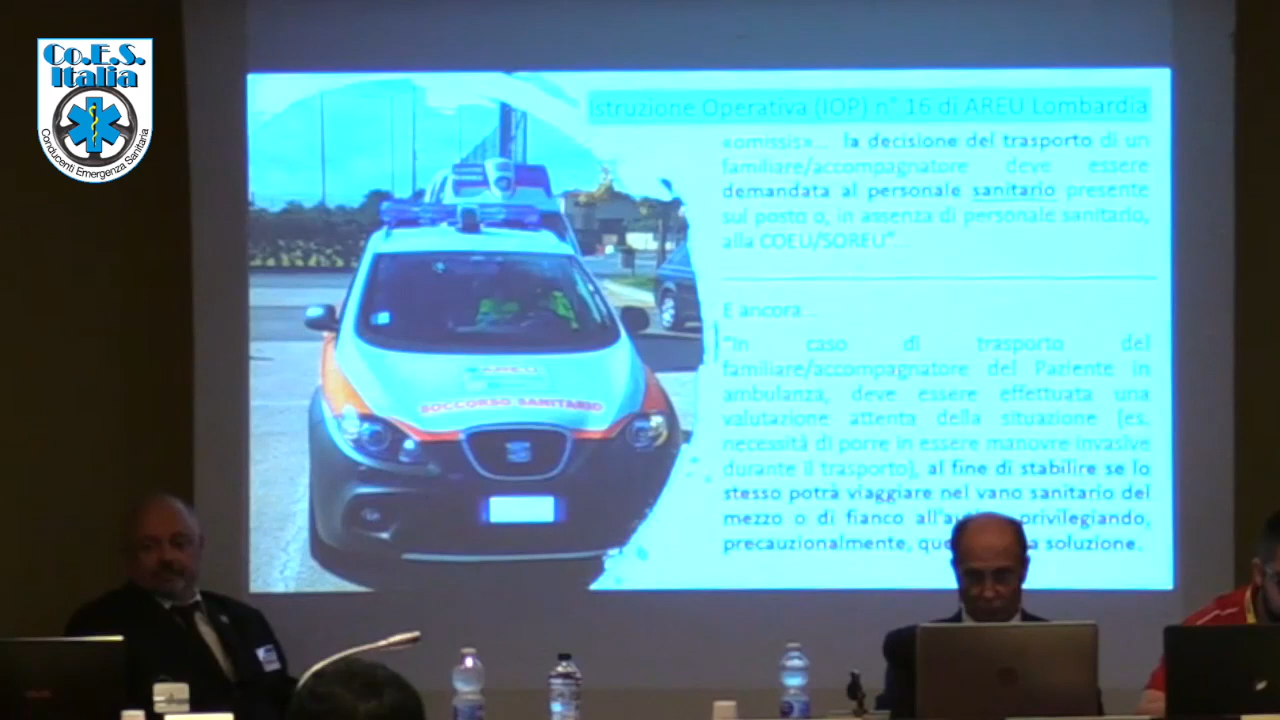 Co.E.S.
Italia
Conducenti Emergenza Sanitaria
Istruzione Operativa (IOP) n° 16 di AREU Lombardia
«omissis»... la decisione del trasporto di un
familiare/accompagnatore deve essere
demandata al personale sanitario presente
sul posto o, in assenza di personale sanitario,
alla COEU/SOREU"...
E ancora...
"In caso di trasporto del
familiare/accompagnatore del Paziente in
ambulanza, deve essere effettuata una
valutazione attenta della situazione (es.
necessità di porre in essere manovre invasive
durante il trasporto), al fine di stabilire se lo
stesso potrà viaggiare nel vano sanitario del
mezzo o di fianco all'au privilegiando,
precauzionalmente, a soluzione.
AREU
SOCCORSO SANITARIO